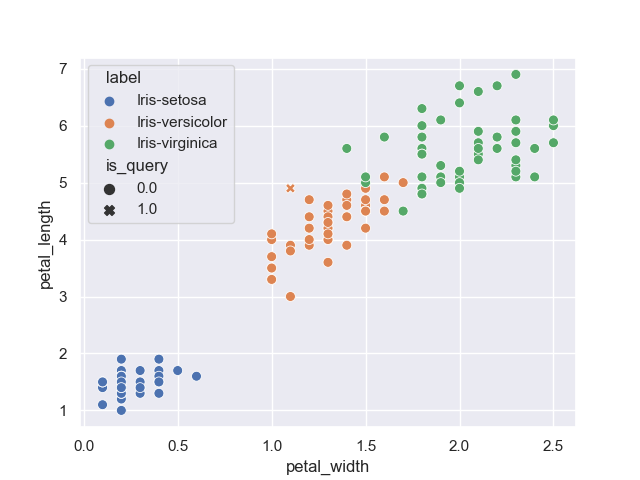 label
Iris-setosa
Iris-versicolor
Iris-virginica
is_query
0.0
1.0
7
6
5
4
3
2
1
petal_length
0.0 0.5 1.0 1.5 2.0 2.5
petal_width